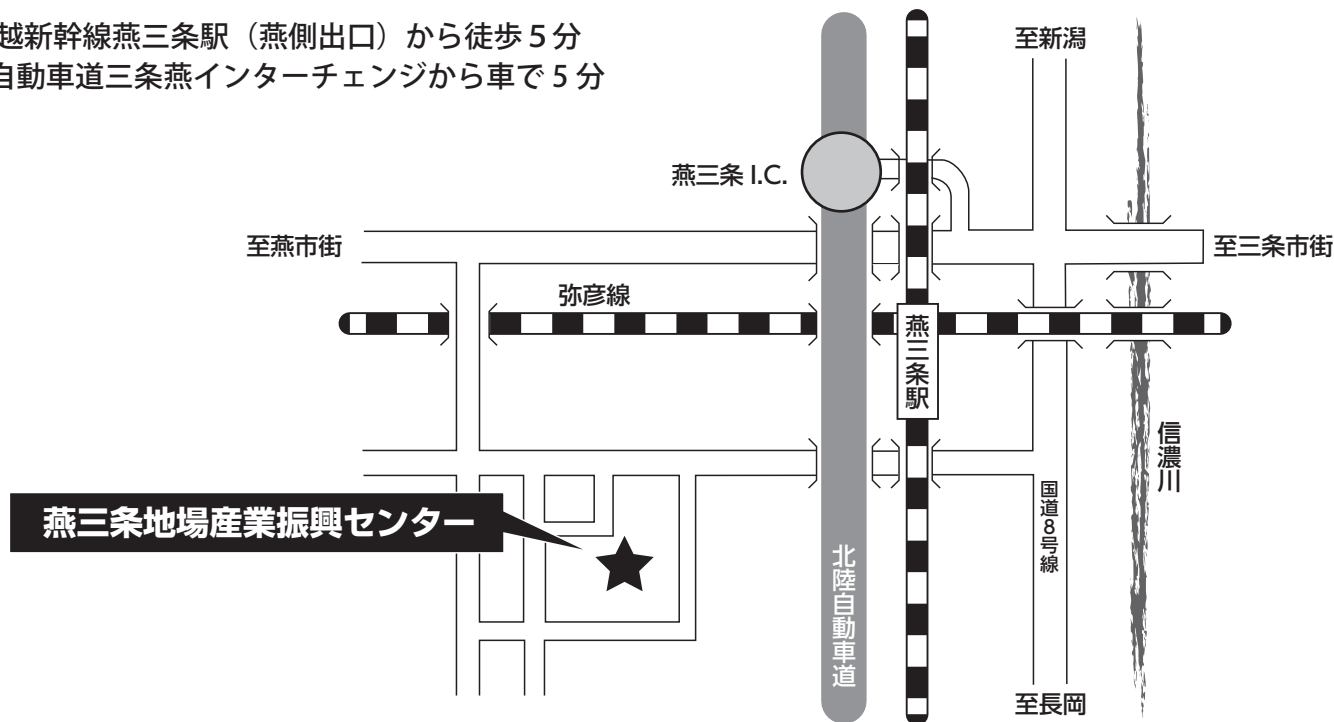 越新幹線燕三条駅（燕側出口）から徒歩5分
自動車道三条燕インターチェンジから車で5分
至新潟
燕三条 I.C.
至燕市街
至三条市街
弥彦線
燕三条駅
信濃川
国道8号線
燕三条地場産業振興センター
北陸自動車道
至長岡